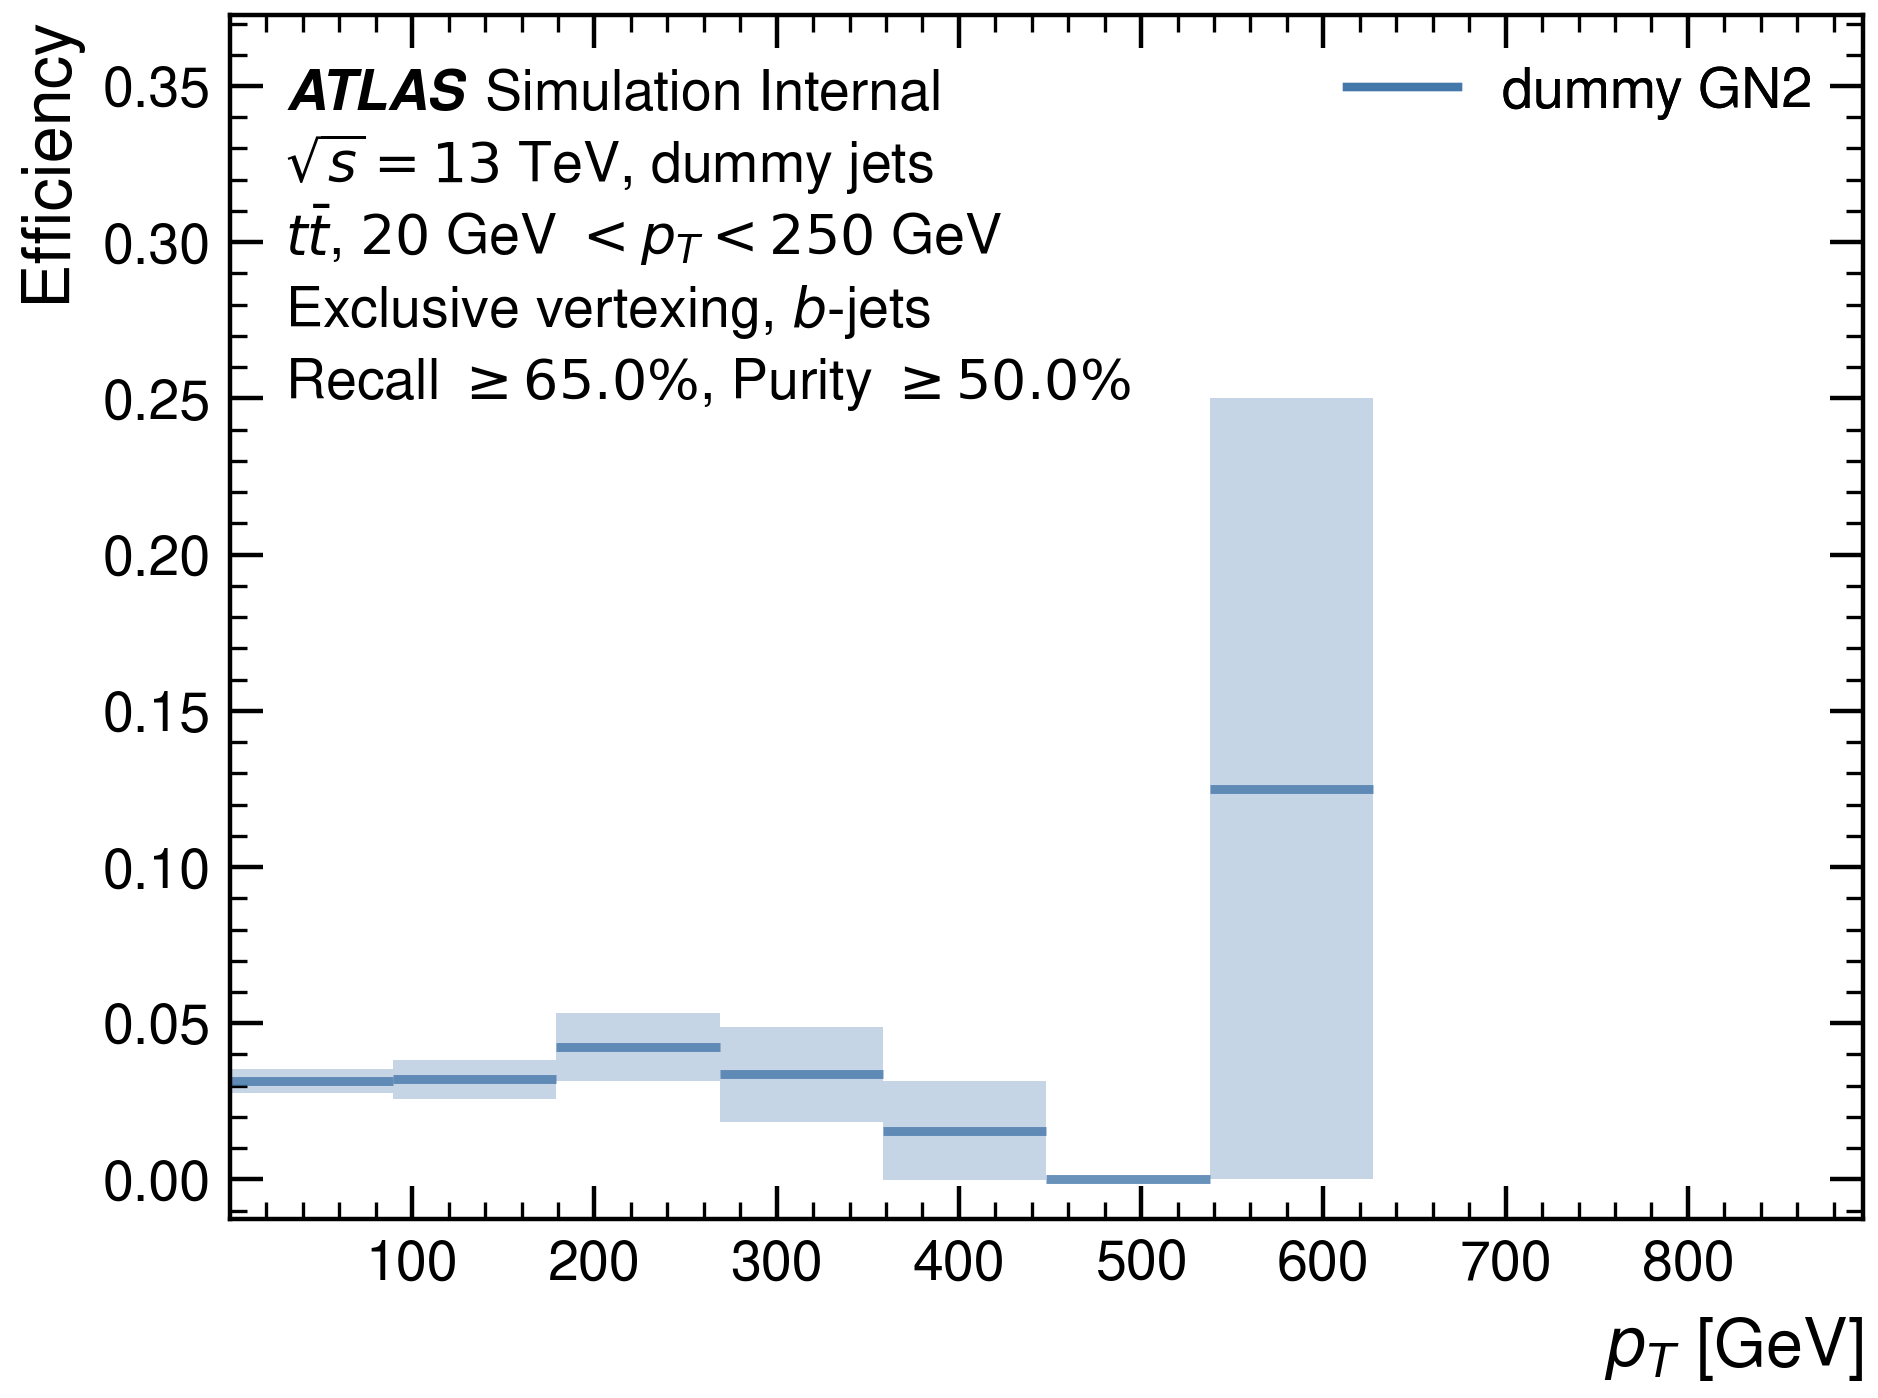 Efficiency
0.35
0.30
0.25
0.20
0.15
0.10
0.05
0.00
ATLAS Simulation Internal
√s = 13 TeV, dummy jets
tt̄, 20 GeV < p_T < 250 GeV
Exclusive vertexing, b-jets
Recall ≥ 65.0%, Purity ≥ 50.0%
dummy GN2
100 200 300 400 500 600 700 800
p_T [GeV]